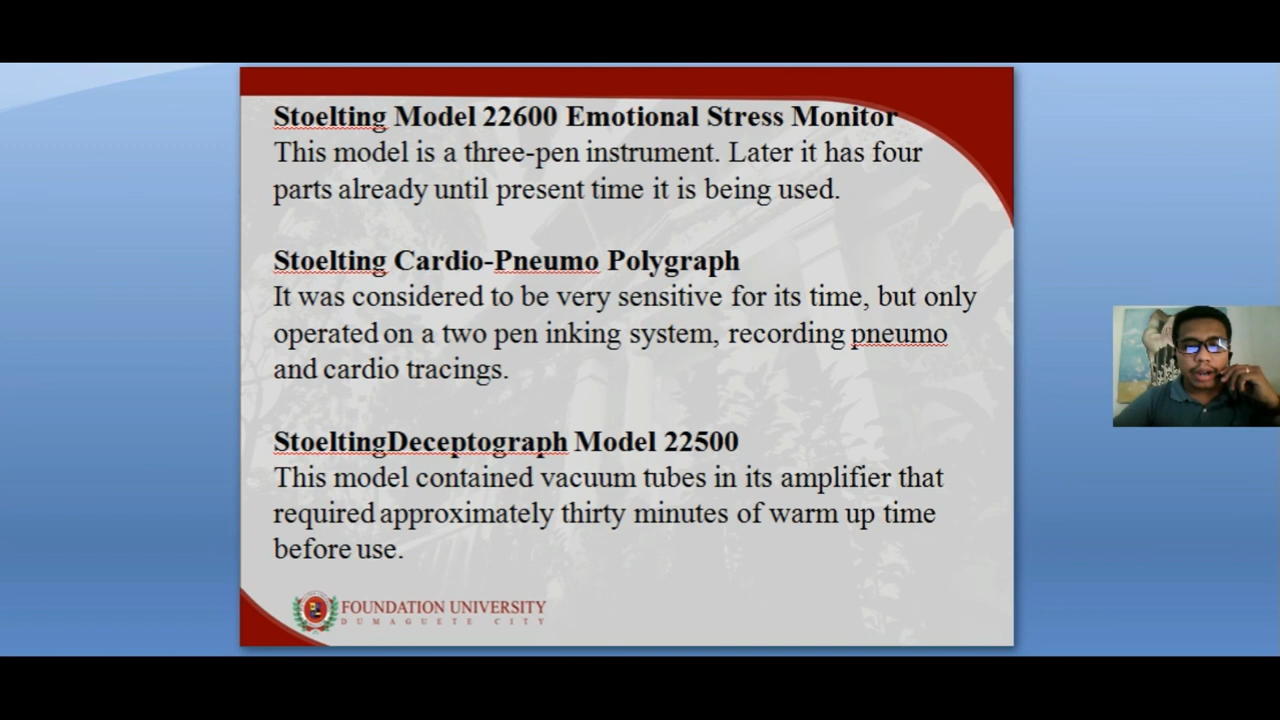 Stoelting Model 22600 Emotional Stress Monitor
This model is a three-pen instrument. Later it has four
parts already until present time it is being used.
Stoelting Cardio-Pneumo Polygraph
It was considered to be very sensitive for its time, but only
operated on a two pen inking system, recording pneumo
and cardio tracings.
StoeltingDeceptograph Model 22500
This model contained vacuum tubes in its amplifier that
required approximately thirty minutes of warm up time
before use.
FOUNDATION UNIVERSITY
DUMAGUETE CITY